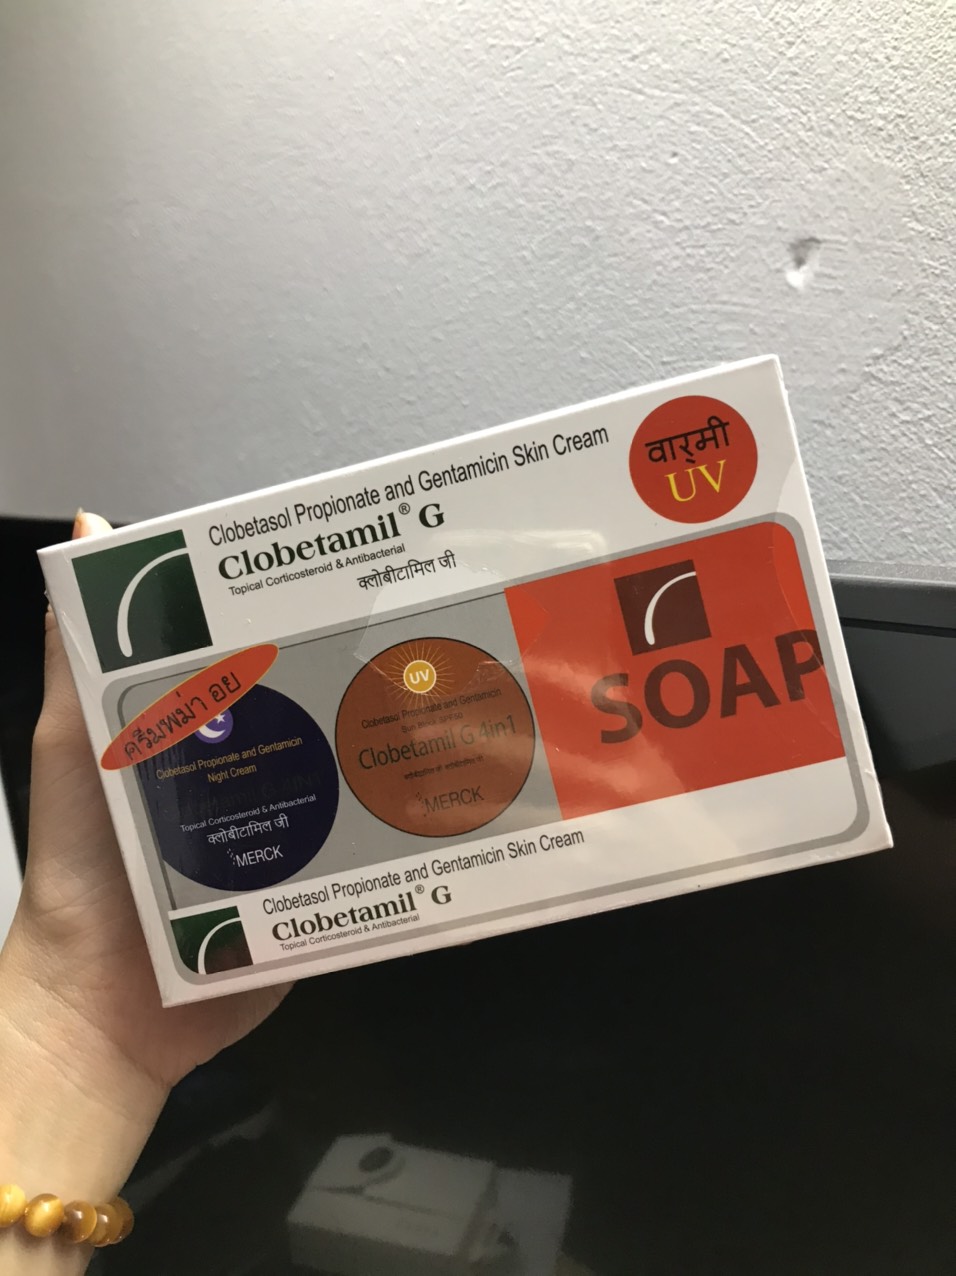 Clobetasol Propionate and Gentamicin Skin Cream
Clobetamil® G
Topical Corticosteroid & Antibacterial
क्लोबीटामिल जी
वार्मी
UV
SOAP
ครีมพม่า อย
Clobetasol Propionate and Gentamicin
Night Cream
Topical Corticosteroid & Antibacterial
क्लोबीटामिल जी
MERCK
UV
Clobetasol Propionate and Gentamicin
Clobetamil G 4in1
MERCK
Clobetasol Propionate and Gentamicin Skin Cream
Clobetamil® G
Topical Corticosteroid & Antibacterial